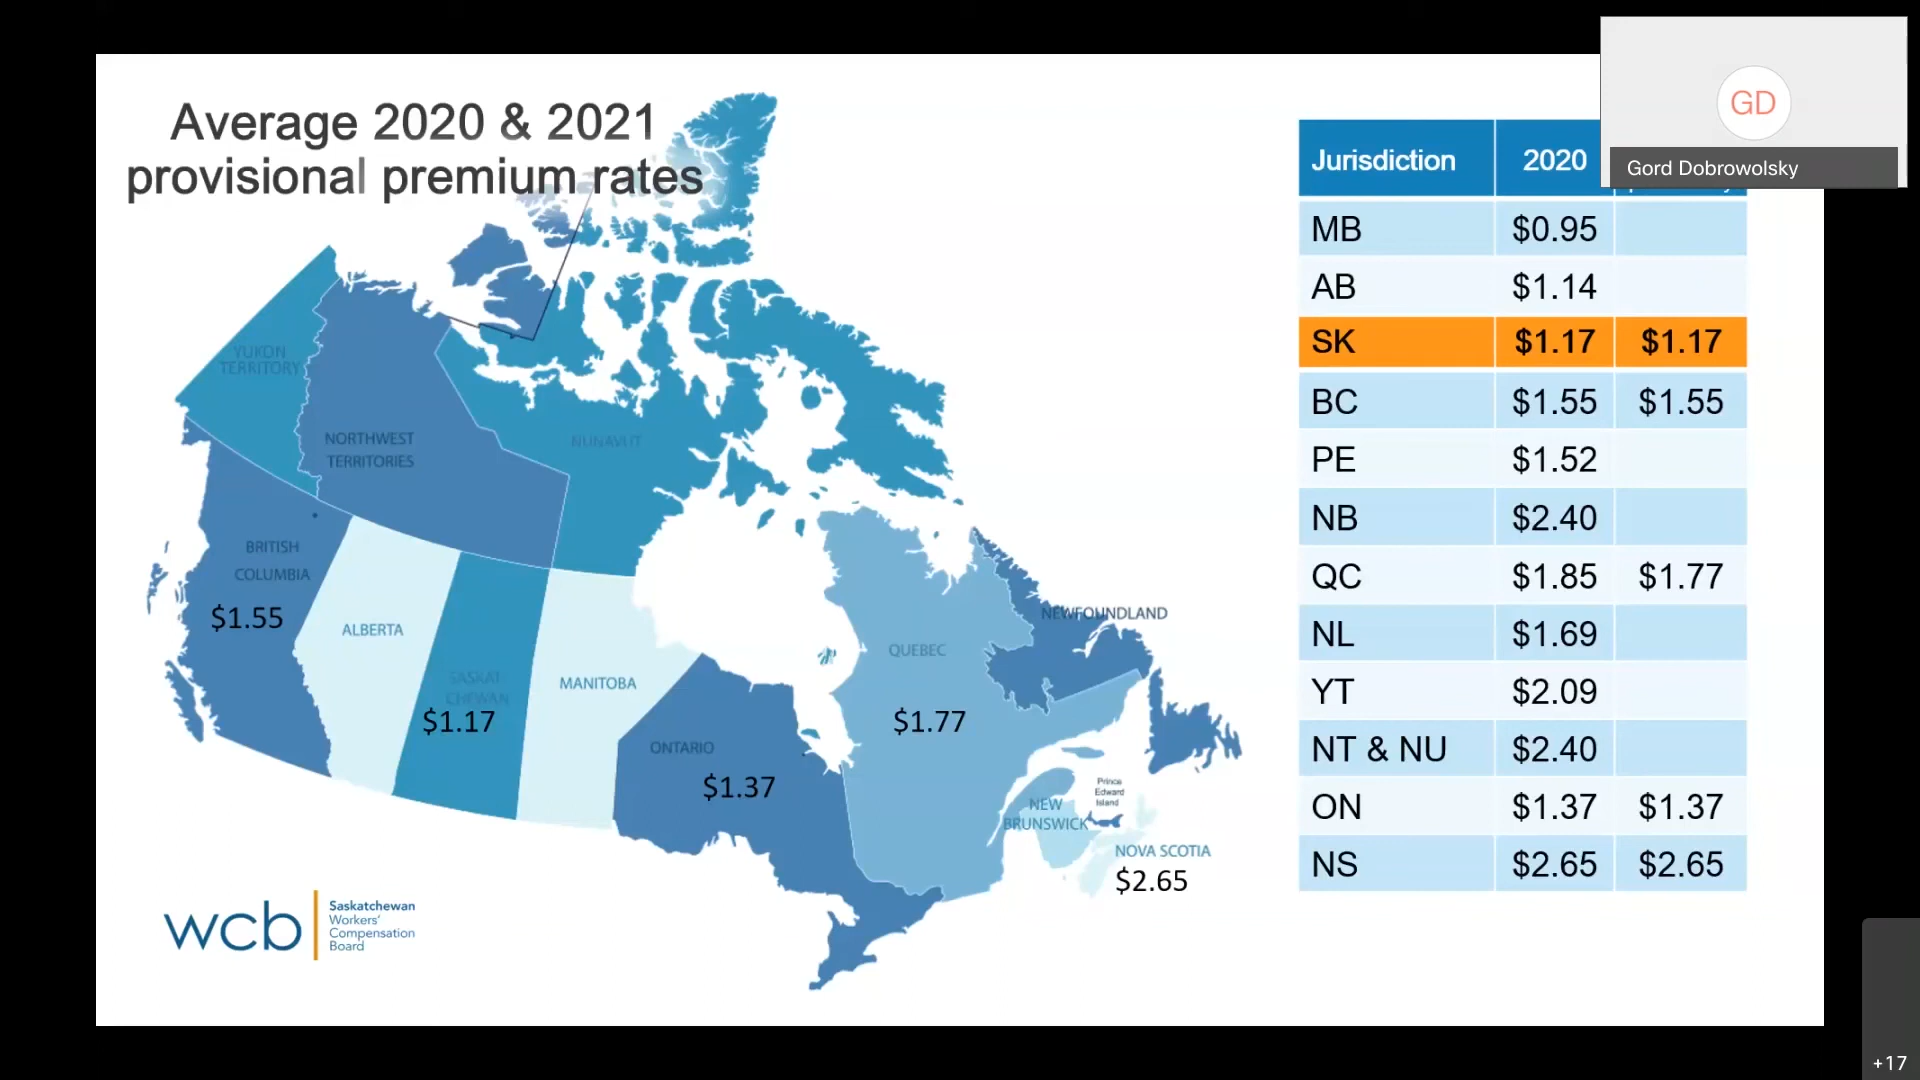 Average 2020 & 2021
provisional premium rates
YUKON
TERRITORY
NORTHWEST
TERRITORIES
NUNAVUT
BRITISH
COLUMBIA
$1.55
ALBERTA
SASKAT
CHEWAN
$1.17
MANITOBA
ONTARIO
$1.37
QUEBEC
$1.77
NEWFOUNDLAND
Prince
Edward
Island
NEW
BRUNSWICK
NOVA SCOTIA
$2.65
wcb
Saskatchewan
Workers'
Compensation
Board
Jurisdiction 2020
MB $0.95
AB $1.14
SK $1.17 $1.17
BC $1.55 $1.55
PE $1.52
NB $2.40
QC $1.85 $1.77
NL $1.69
YT $2.09
NT & NU $2.40
ON $1.37 $1.37
NS $2.65 $2.65
GD
Gord Dobrowolsky
+17